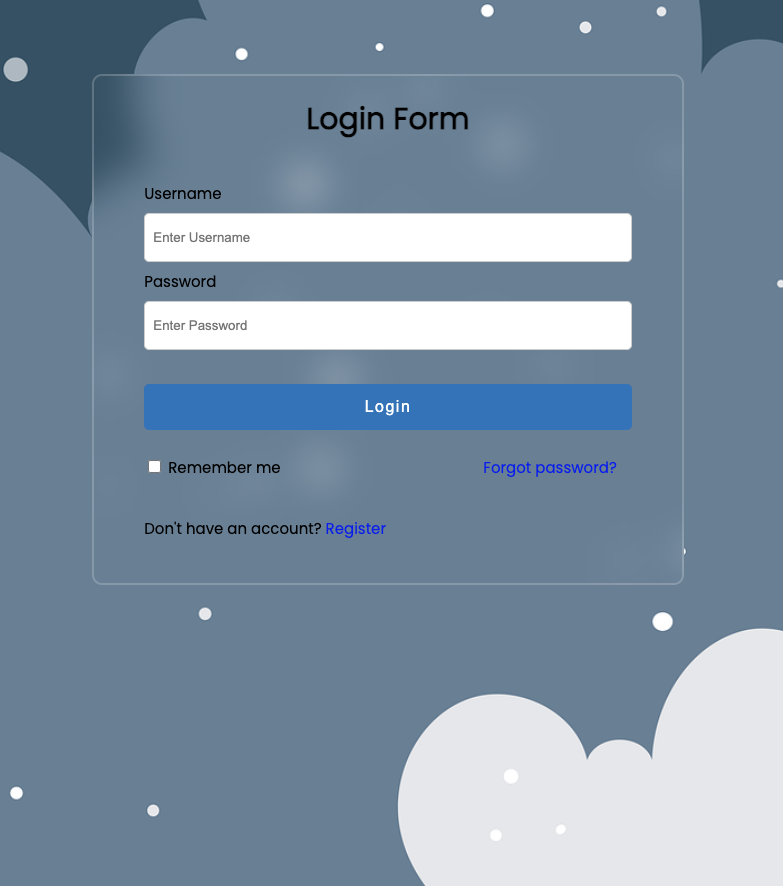 Login Form
Username
Enter Username
Password
Enter Password
Login
Remember me Forgot password?
Don't have an account? Register